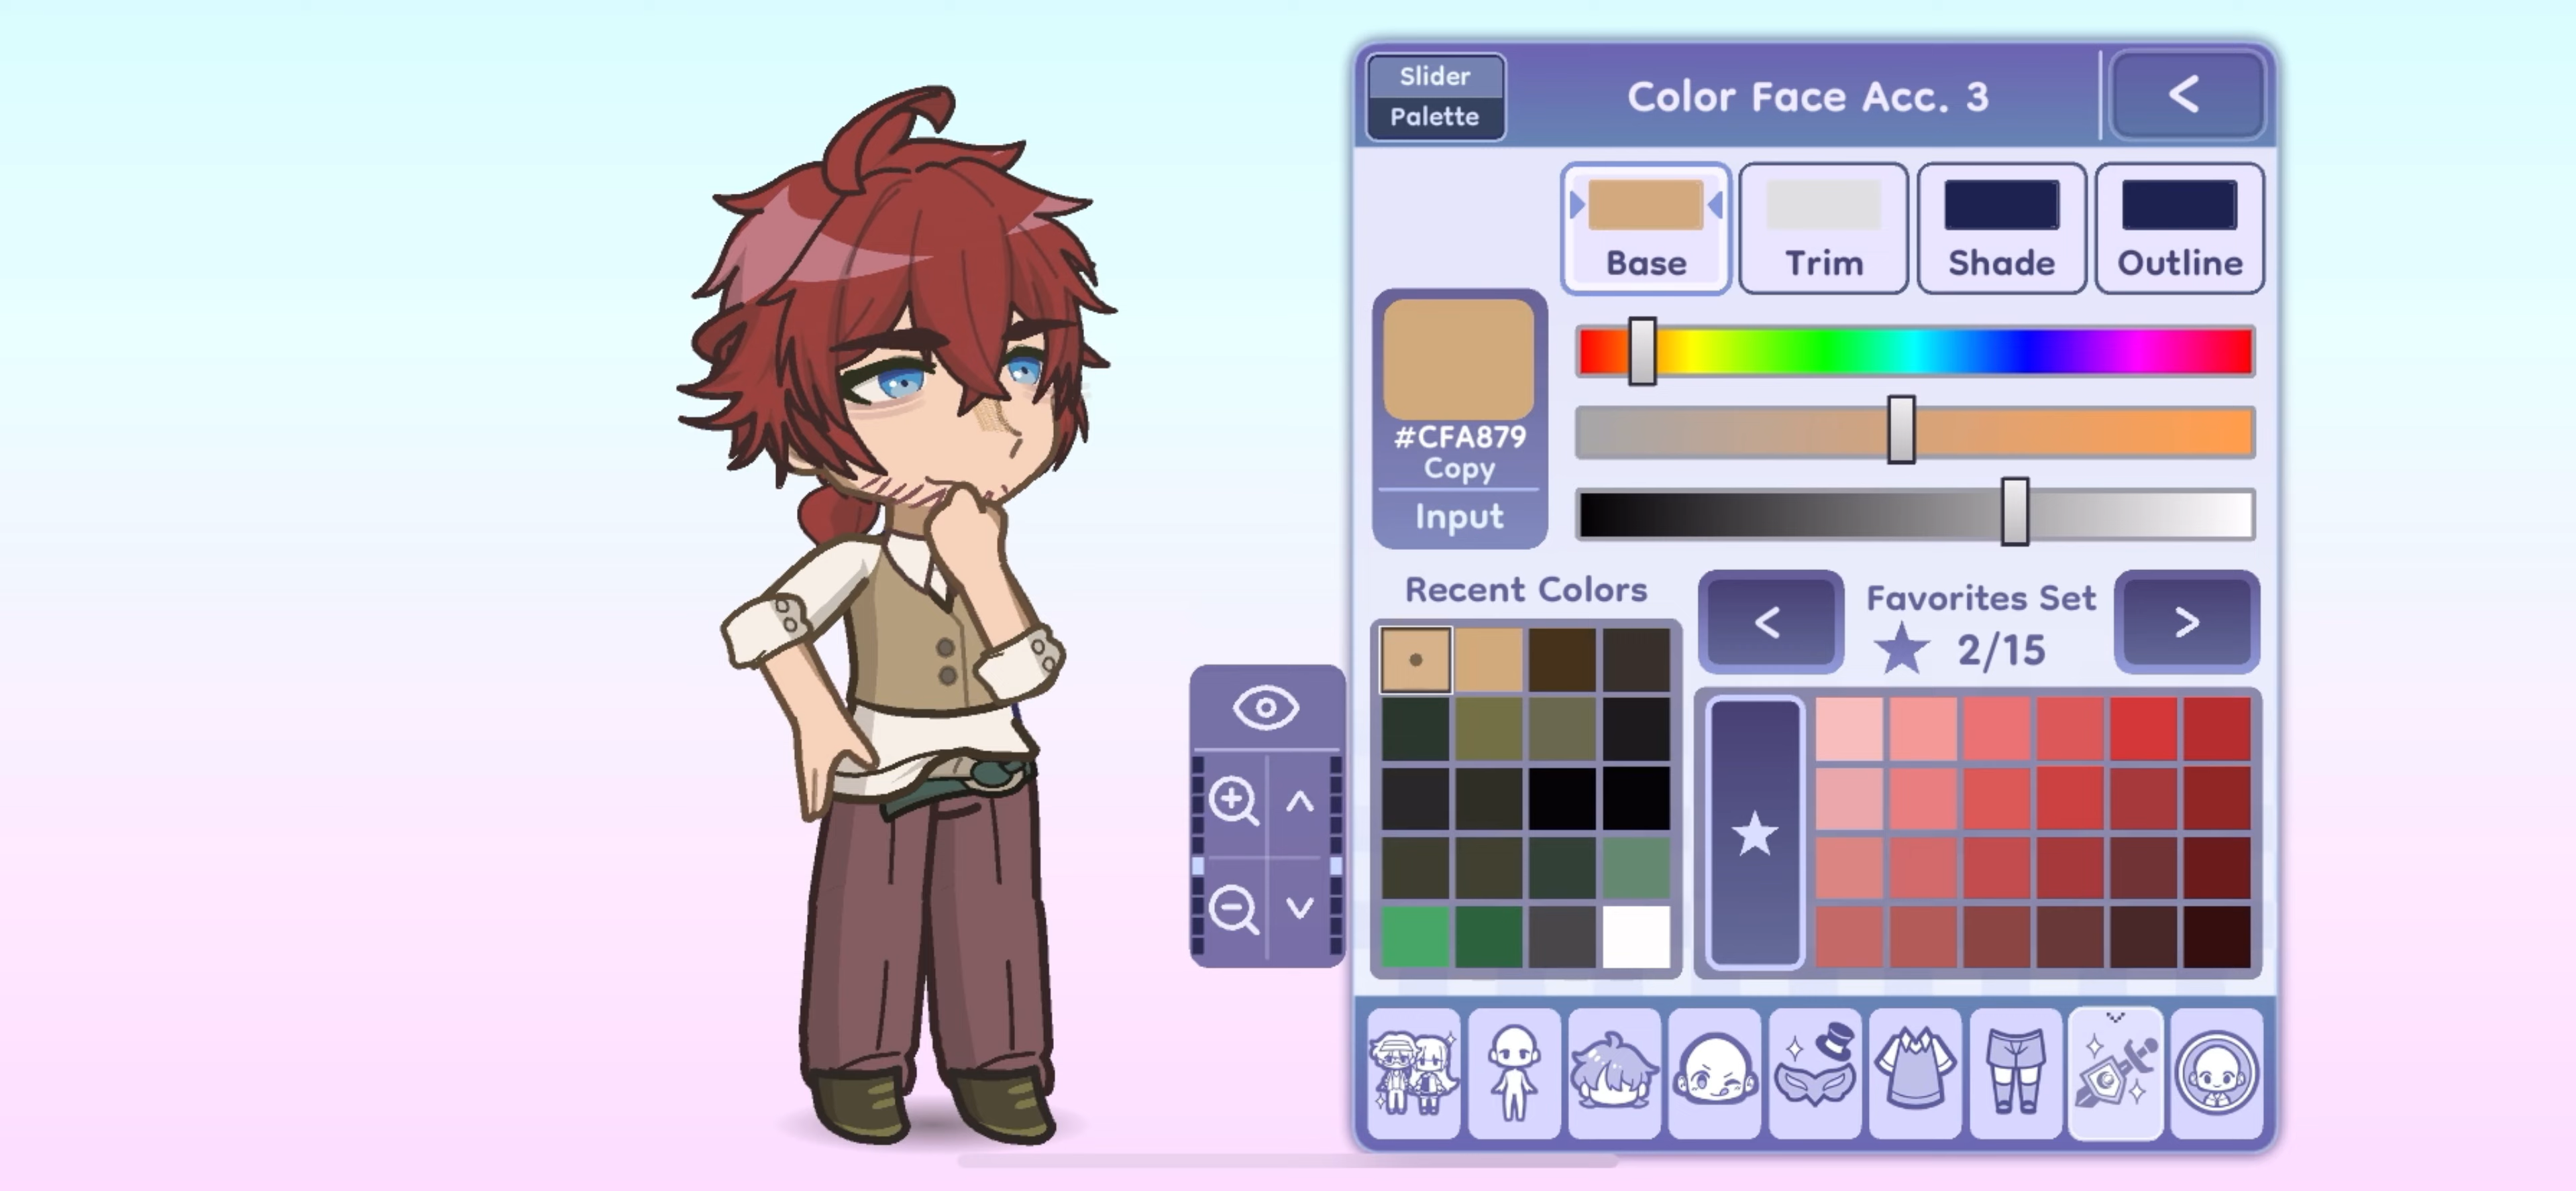 Slider
Palette
Color Face Acc. 3
<
Base
Trim
Shade
Outline
#CFA879
Copy
Input
Recent Colors
<
Favorites Set
2/15
>